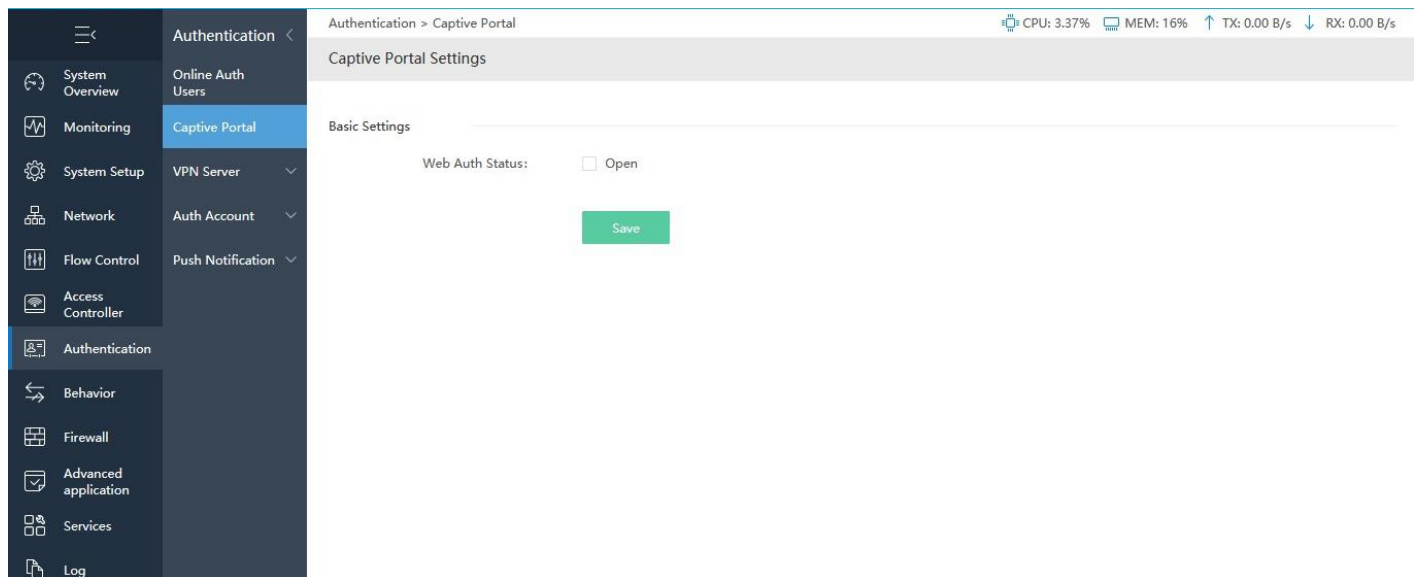 Authentication > Captive Portal
CPU: 3.37% MEM: 16% TX: 0.00 B/s RX: 0.00 B/s
Captive Portal Settings
Basic Settings
Web Auth Status: Open
Save
Authentication
Online Auth
Users
Captive Portal
VPN Server
Auth Account
Push Notification
System
Overview
Monitoring
System Setup
Network
Flow Control
Access
Controller
Authentication
Behavior
Firewall
Advanced
application
Services
Log